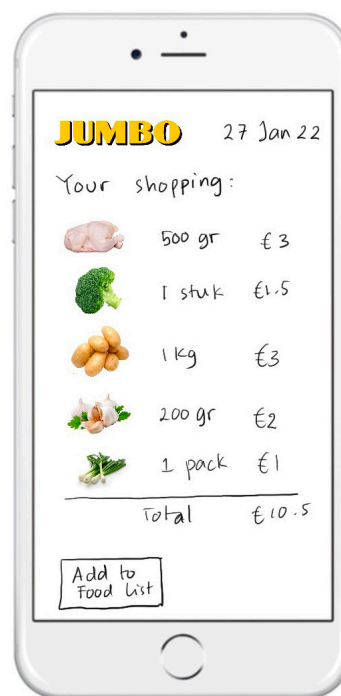 JUMBO 27 Jan 22
Your shopping:
500 gr €3
1 stuk €1.5
1 kg €3
200 gr €2
1 pack €1
Total €10.5
Add to
Food List